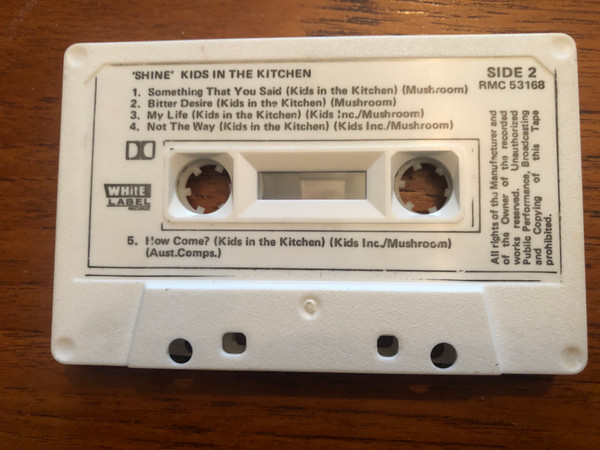 'SHINE' KIDS IN THE KITCHEN
SIDE 2
RMC 53168
1. Something That You Said (Kids in the Kitchen) (Mushroom)
2. Bitter Desire (Kids in the Kitchen) (Mushroom)
3. My Life (Kids in the Kitchen) (Kids Inc./Mushroom)
4. Not The Way (Kids in the Kitchen) (Kids Inc./Mushroom)
WHITE
LABEL
RECORDS
5. How Come? (Kids in the Kitchen) (Kids Inc./Mushroom)
(Aust.Comps.)
All rights of the Manufacturer and
of the Owner of the recorded
works reserved. Unauthorized
Public Performance, Broadcasting
and Copying of this Tape
prohibited.